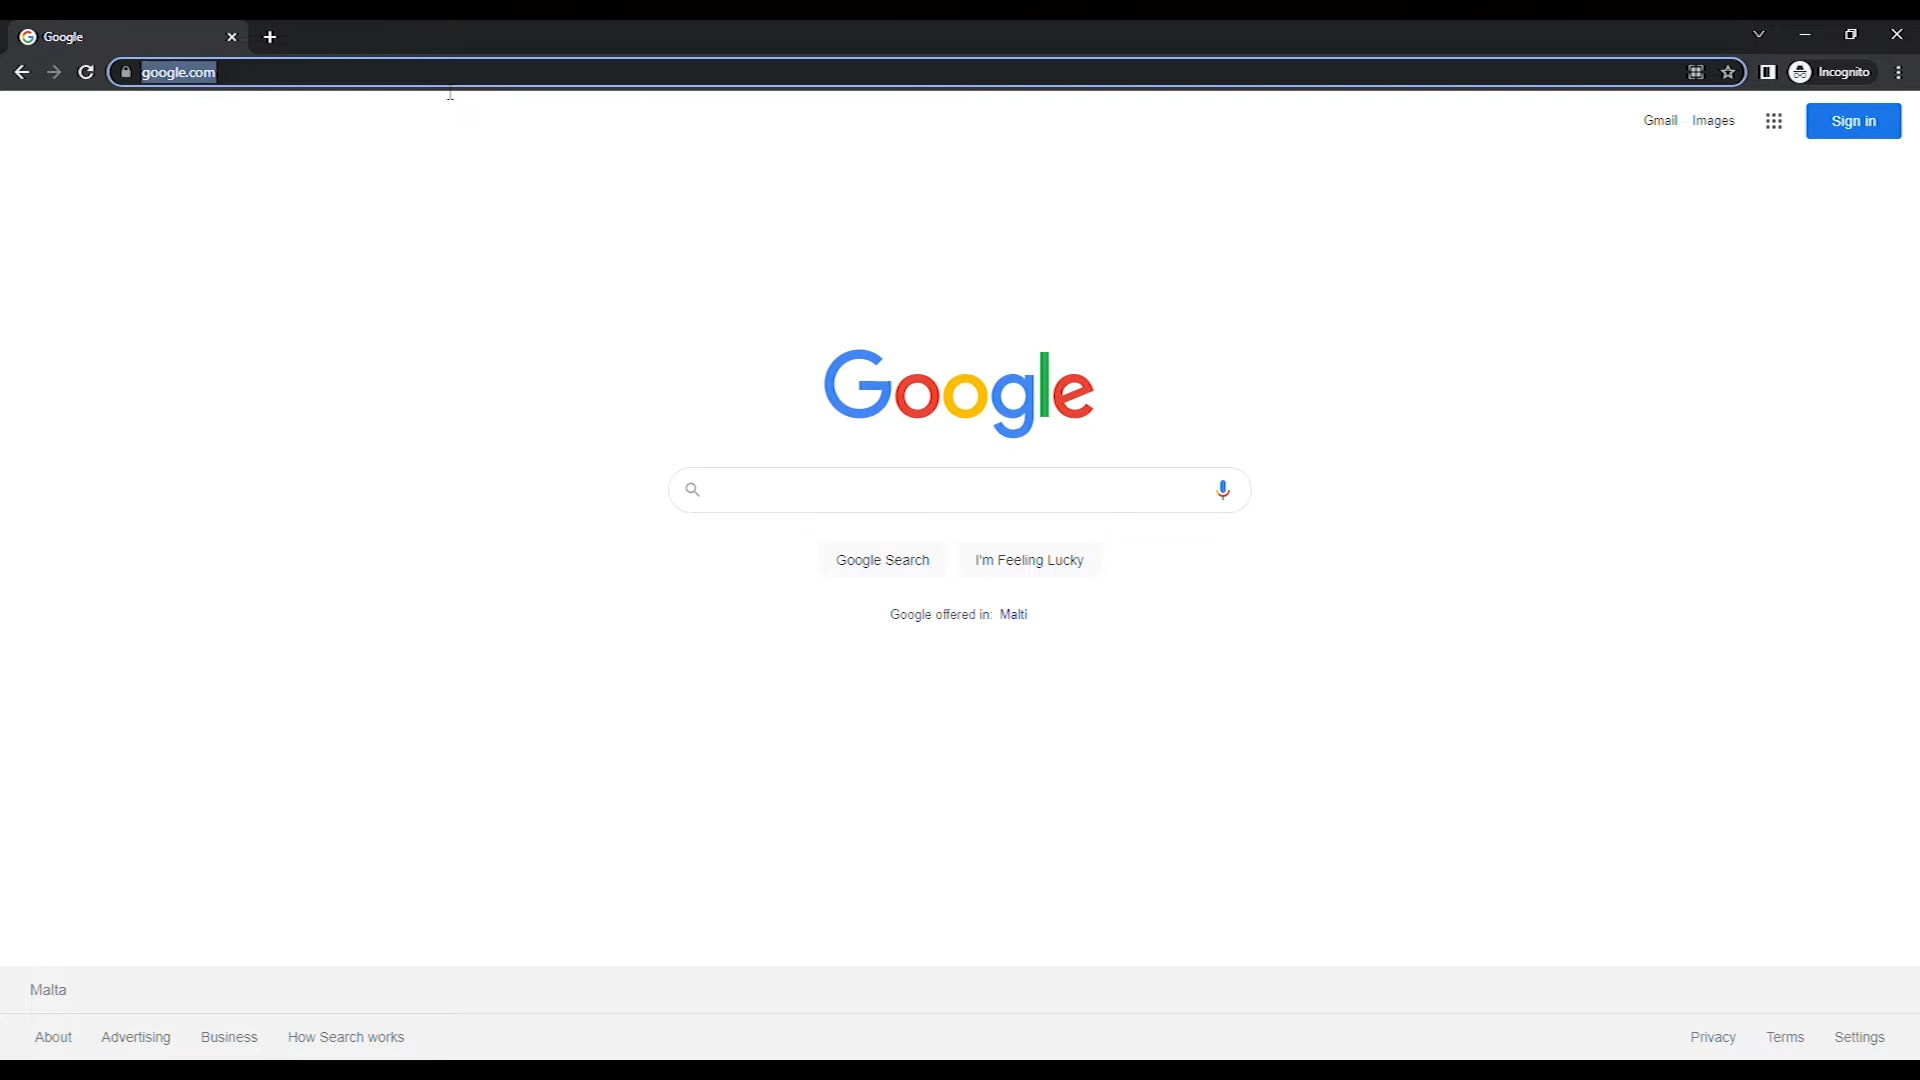 Google
google.com
Incognito
Gmail Images Sign in
Google
Google Search I'm Feeling Lucky
Google offered in: Malti
Malta
About Advertising Business How Search works Privacy Terms Settings